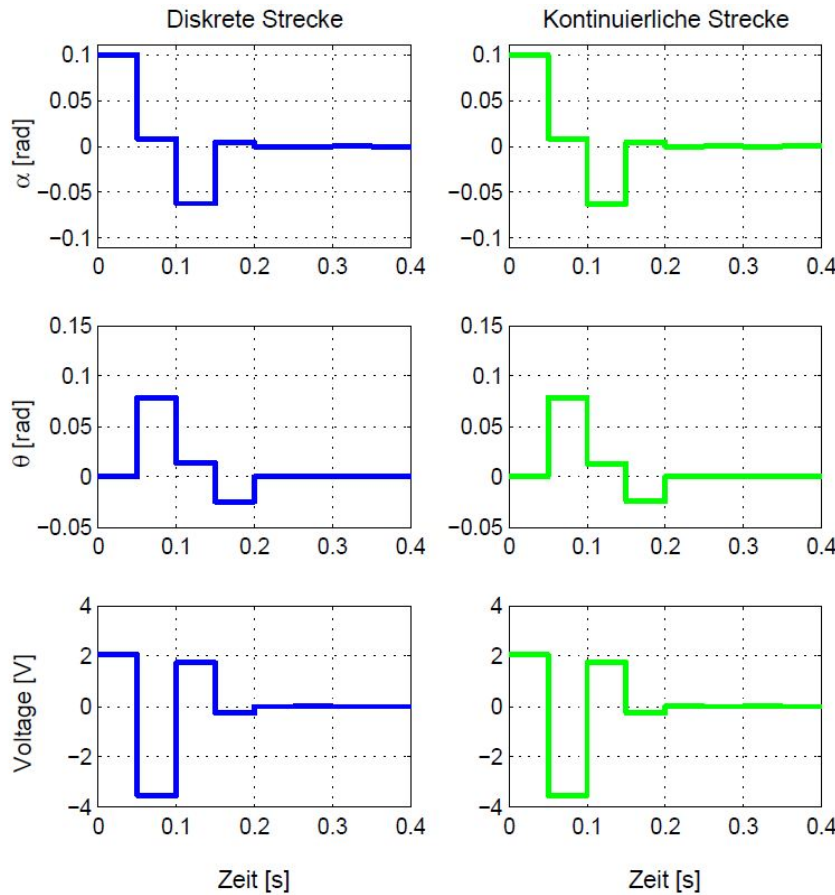 Diskrete Strecke
Kontinuierliche Strecke
α [rad]
0.1
0.05
0
−0.05
−0.1
0 0.1 0.2 0.3 0.4
0.1
0.05
0
−0.05
−0.1
0 0.1 0.2 0.3 0.4
θ [rad]
0.15
0.1
0.05
0
−0.05
0 0.1 0.2 0.3 0.4
0.15
0.1
0.05
0
−0.05
0 0.1 0.2 0.3 0.4
Voltage [V]
4
2
0
−2
−4
0 0.1 0.2 0.3 0.4
Zeit [s]
4
2
0
−2
−4
0 0.1 0.2 0.3 0.4
Zeit [s]